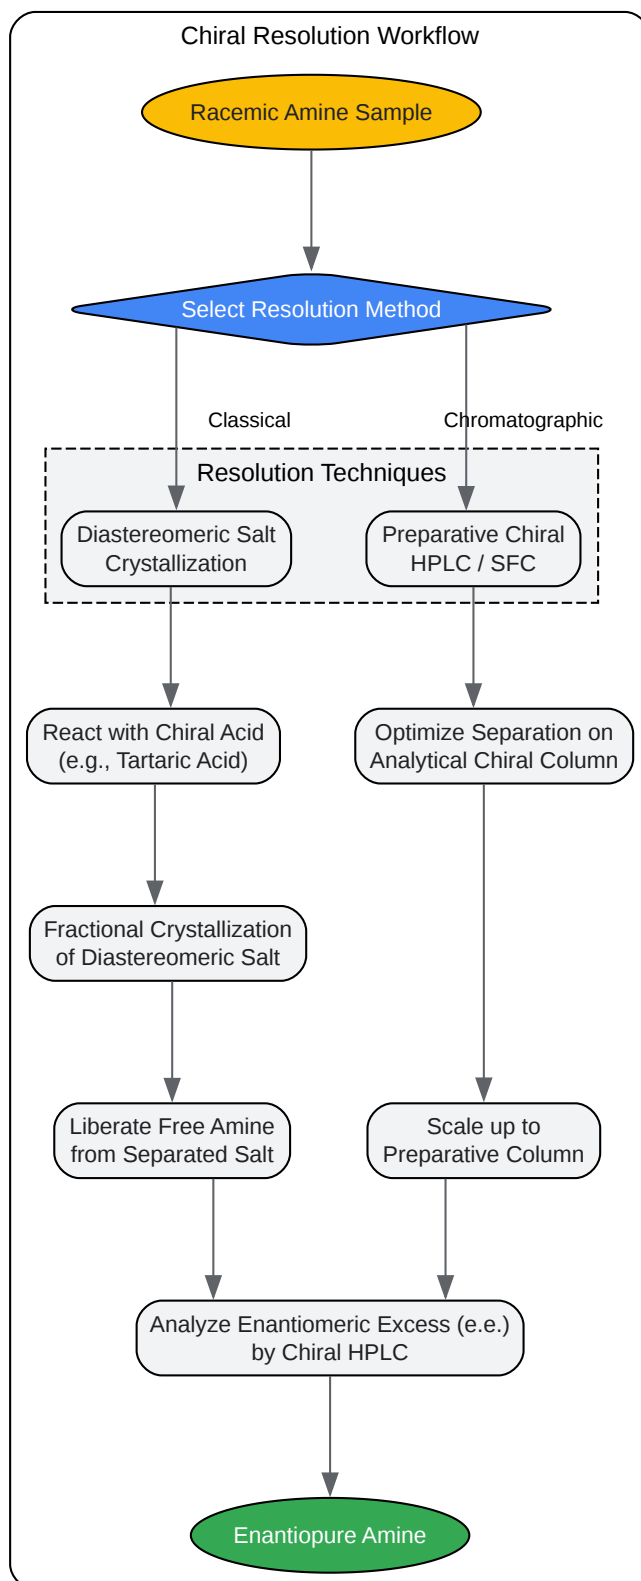 Chiral Resolution Workflow
Racemic Amine Sample
Select Resolution Method
Classical
Chromatographic
Resolution Techniques
Diastereomeric Salt
Crystallization
Preparative Chiral
HPLC / SFC
React with Chiral Acid
(e.g., Tartaric Acid)
Optimize Separation on
Analytical Chiral Column
Fractional Crystallization
of Diastereomeric Salt
Liberate Free Amine
from Separated Salt
Scale up to
Preparative Column
Analyze Enantiomeric Excess (e.e.)
by Chiral HPLC
Enantiopure Amine